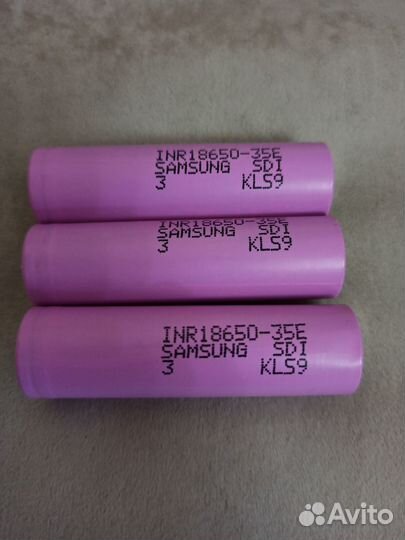 INR18650-35E
SAMSUNG SDI
3 KLS9
INR18650-35E
SAMSUNG SDI
3 KLS9
INR18650-35E
SAMSUNG SDI
3 KLS9
Avito